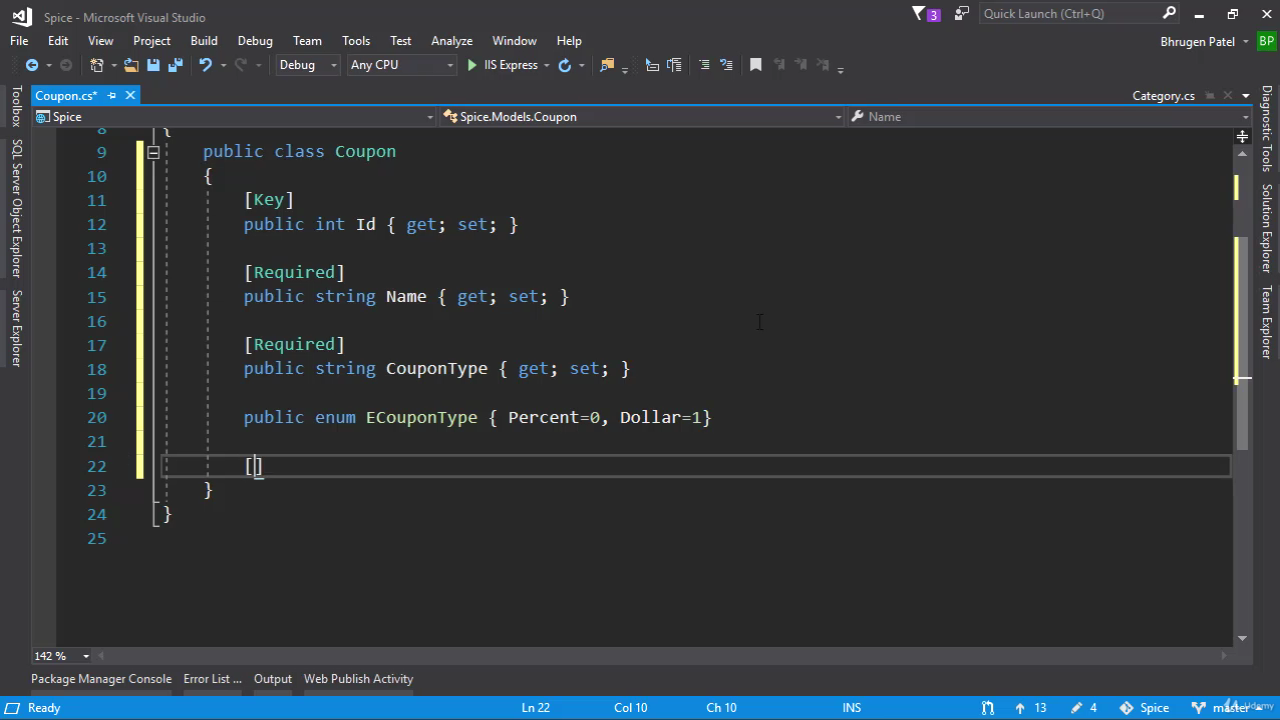 Spice - Microsoft Visual Studio
3
Quick Launch (Ctrl+Q)
File Edit View Project Build Debug Team Tools Test Analyze Window Help
Bhrugen Patel BP
Debug Any CPU IIS Express
Coupon.cs*
Category.cs
Spice
Spice.Models.Coupon
Name
Toolbox
SQL Server Object Explorer
Server Explorer
Diagnostic Tools
Solution Explorer
Team Explorer
8 {
9 public class Coupon
10 {
11 [Key]
12 public int Id { get; set; }
13
14 [Required]
15 public string Name { get; set; }
16
17 [Required]
18 public string CouponType { get; set; }
19
20 public enum ECouponType { Percent=0, Dollar=1}
21
22 []
23 }
24 }
25
142 %
Package Manager Console Error List ... Output Web Publish Activity
Ready Ln 22 Col 10 Ch 10 INS 13 4 Spice master
Udemy